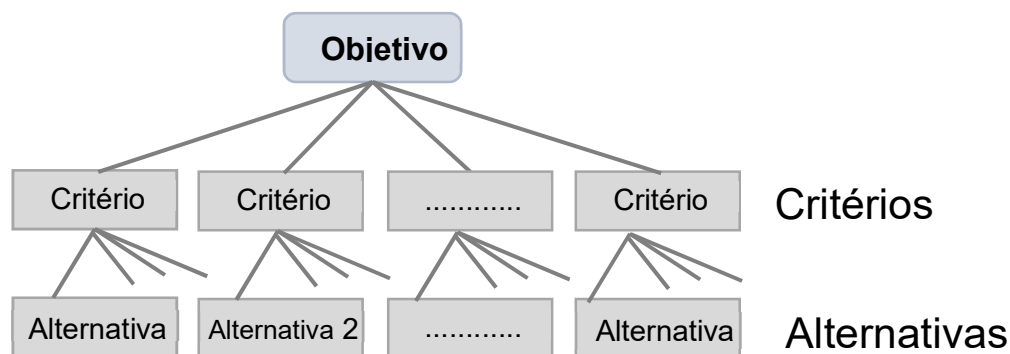 Objetivo
Critério
Critério
............
Critério
Critérios
Alternativa
Alternativa 2
............
Alternativa
Alternativas